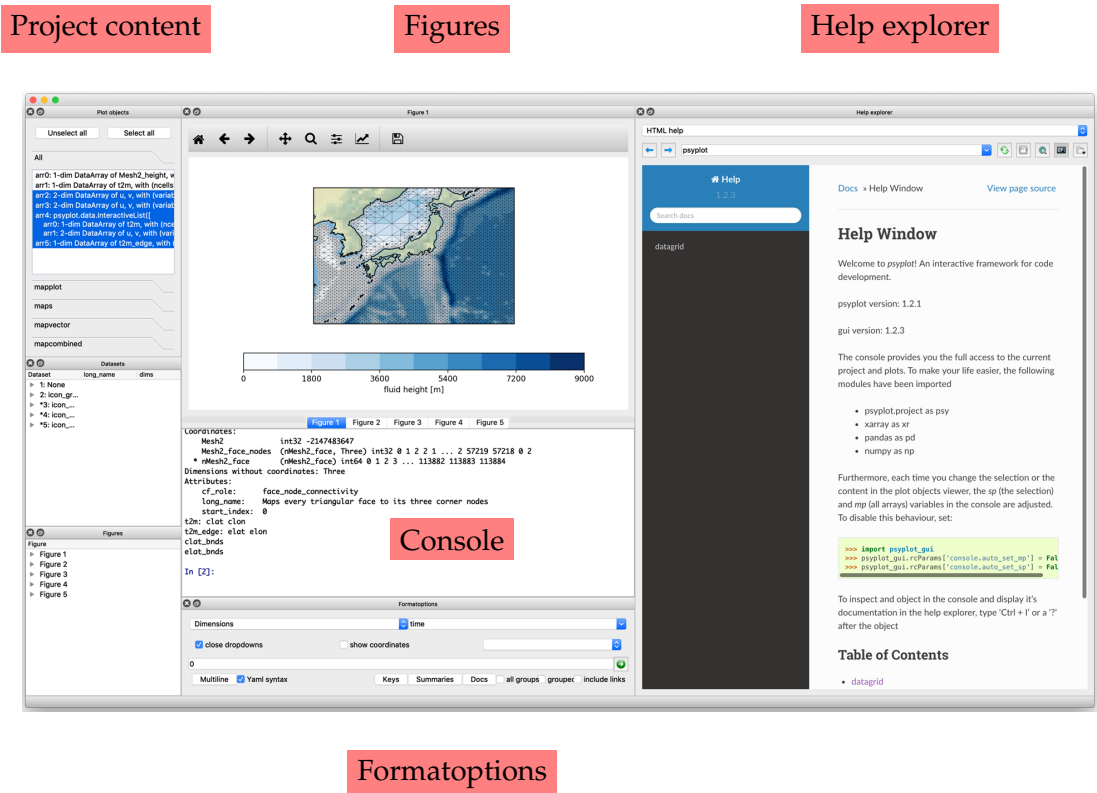 Project content
Figures
Help explorer
Plot objects
Unselect all Select all
All
arr0: 1-dim DataArray of Mesh2_height, w
arr1: 1-dim DataArray of t2m, with (ncells
arr2: 2-dim DataArray of u, v, with (variab
arr3: 2-dim DataArray of u, v, with (variab
arr4: psyplot.data.InteractiveList([
arr0: 1-dim DataArray of t2m, with (nce
arr1: 2-dim DataArray of u, v, with (vari
arr5: 1-dim DataArray of t2m_edge, with (
mapplot
maps
mapvector
mapcombined
Datasets
Dataset long_name dims
1: None
2: icon_gr...
*3: icon_...
*4: icon_...
*5: icon_...
Figures
Figure
Figure 1
Figure 2
Figure 3
Figure 4
Figure 5
Figure 1
0 1800 3600 5400 7200 9000
fluid height [m]
Figure 1 Figure 2 Figure 3 Figure 4 Figure 5
Coordinates:
Mesh2 int32 -2147483647
Mesh2_face_nodes (nMesh2_face, Three) int32 0 1 2 2 1 ... 2 57219 57218 0 2
* nMesh2_face (nMesh2_face) int64 0 1 2 3 ... 113882 113883 113884
Dimensions without coordinates: Three
Attributes:
cf_role: face_node_connectivity
long_name: Maps every triangular face to its three corner nodes
start_index: 0
t2m: clat clon
t2m_edge: elat elon
clat_bnds
elat_bnds
In [2]:
Console
Formatoptions
Dimensions time
close dropdowns show coordinates
0
Multiline Yaml syntax Keys Summaries Docs all groups grouped include links
Help explorer
HTML help
psyplot
Help
1.2.3
Search docs
datagrid
Docs » Help Window View page source
Help Window
Welcome to psyplot! An interactive framework for code
development.
psyplot version: 1.2.1
gui version: 1.2.3
The console provides you the full access to the current
project and plots. To make your life easier, the following
modules have been imported
• psyplot.project as psy
• xarray as xr
• pandas as pd
• numpy as np
Furthermore, each time you change the selection or the
content in the plot objects viewer, the sp (the selection)
and mp (all arrays) variables in the console are adjusted.
To disable this behaviour, set:
>>> import psyplot_gui
>>> psyplot_gui.rcParams['console.auto_set_mp'] = Fal
>>> psyplot_gui.rcParams['console.auto_set_sp'] = Fal
To inspect and object in the console and display it's
documentation in the help explorer, type 'Ctrl + I' or a '?'
after the object
Table of Contents
• datagrid
Formatoptions